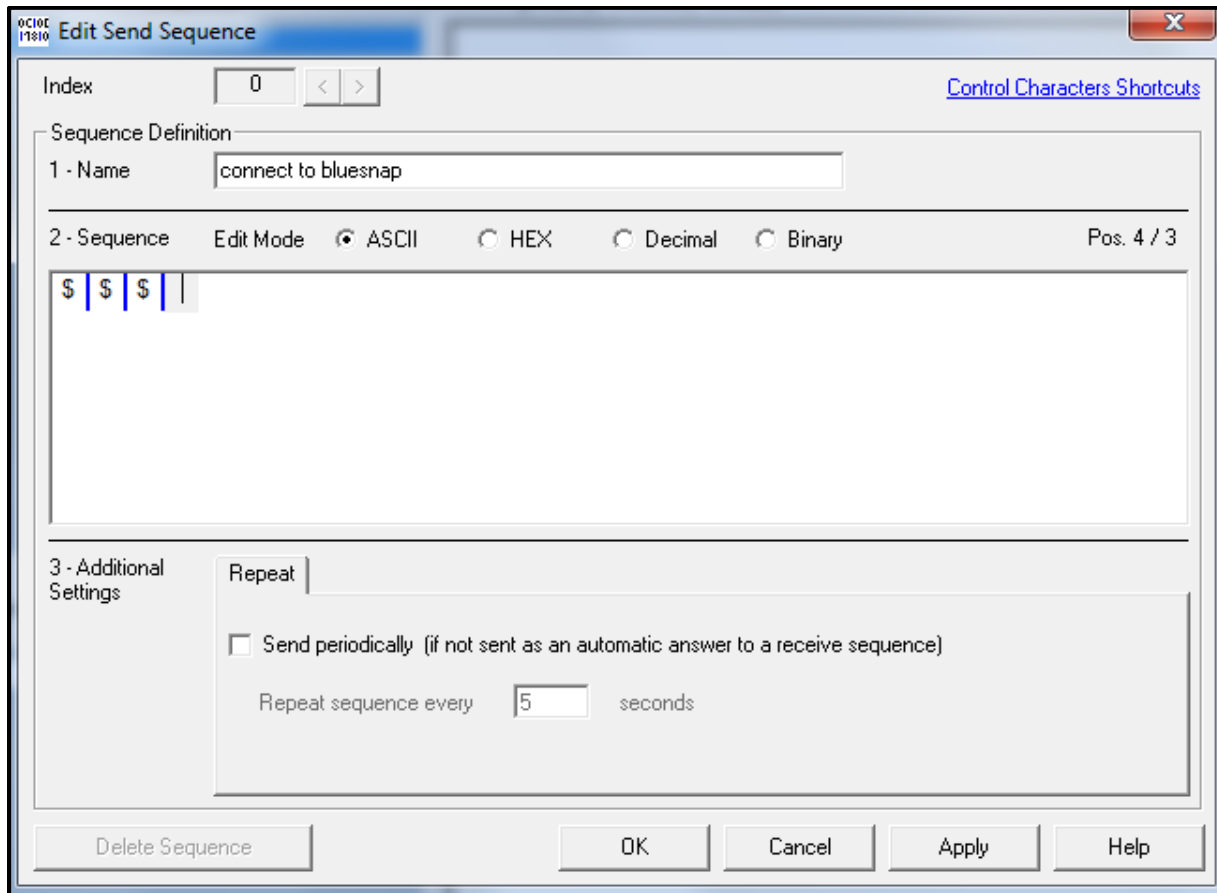 Edit Send Sequence
Index 0 < > Control Characters Shortcuts
Sequence Definition
1 - Name connect to bluesnap
2 - Sequence Edit Mode ASCII HEX Decimal Binary Pos. 4 / 3
$ $ $
3 - Additional
Settings
Repeat
Send periodically (if not sent as an automatic answer to a receive sequence)
Repeat sequence every 5 seconds
Delete Sequence OK Cancel Apply Help